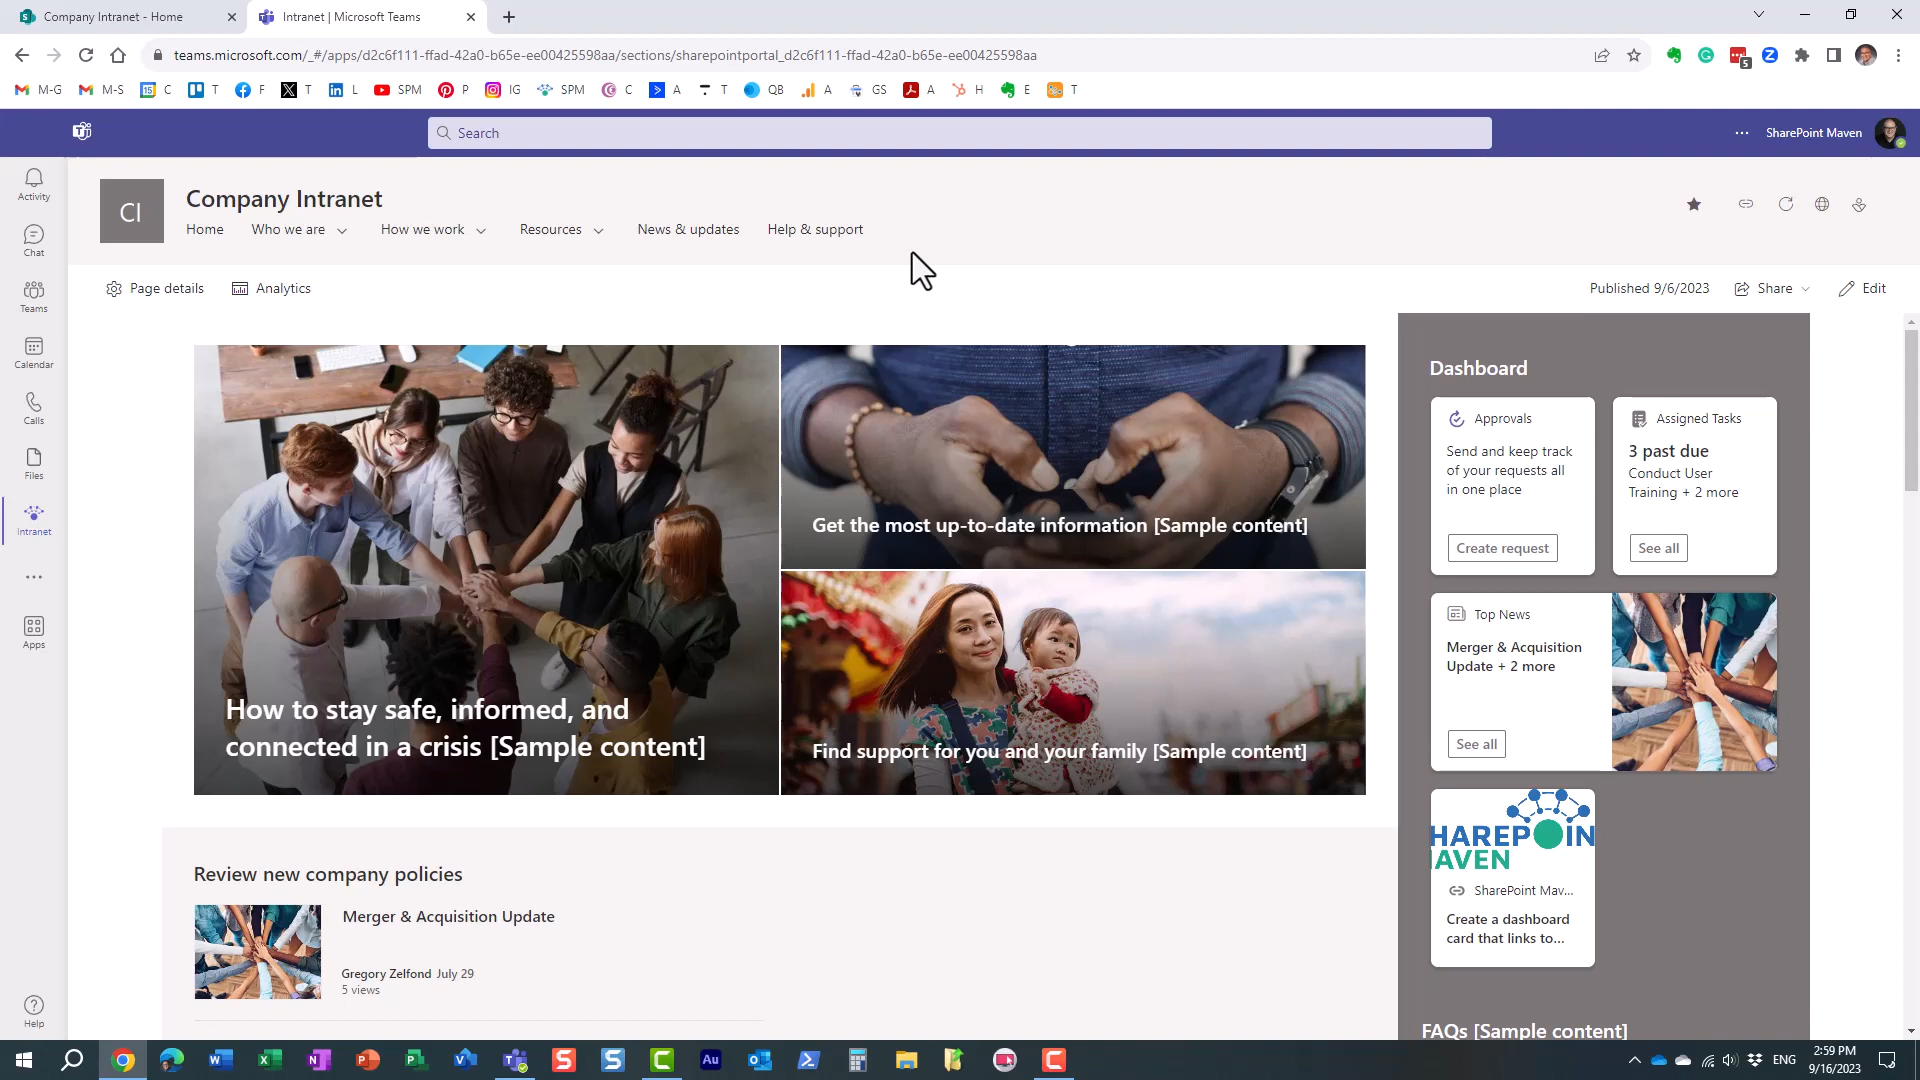 Company Intranet - Home
Intranet | Microsoft Teams
teams.microsoft.com/_#/apps/d2c6f111-ffad-42a0-b65e-ee00425598aa/sections/sharepointportal_d2c6f111-ffad-42a0-b65e-ee00425598aa
5
M-G M-S C T F T L SPM P IG SPM C A T QB A GS A H E T
Search
SharePoint Maven
Activity
Chat
Teams
Calendar
Calls
Files
Intranet
Apps
Help
CI
Company Intranet
Home Who we are How we work Resources News & updates Help & support
Page details Analytics
Published 9/6/2023 Share Edit
How to stay safe, informed, and
connected in a crisis [Sample content]
Get the most up-to-date information [Sample content]
Find support for you and your family [Sample content]
Review new company policies
Merger & Acquisition Update
Gregory Zelfond July 29
5 views
Dashboard
Approvals
Send and keep track
of your requests all
in one place
Create request
Assigned Tasks
3 past due
Conduct User
Training + 2 more
See all
Top News
Merger & Acquisition
Update + 2 more
See all
HAREPOIN
AVEN
SharePoint Mav...
Create a dashboard
card that links to...
FAQs [Sample content]
ENG
2:59 PM
9/16/2023